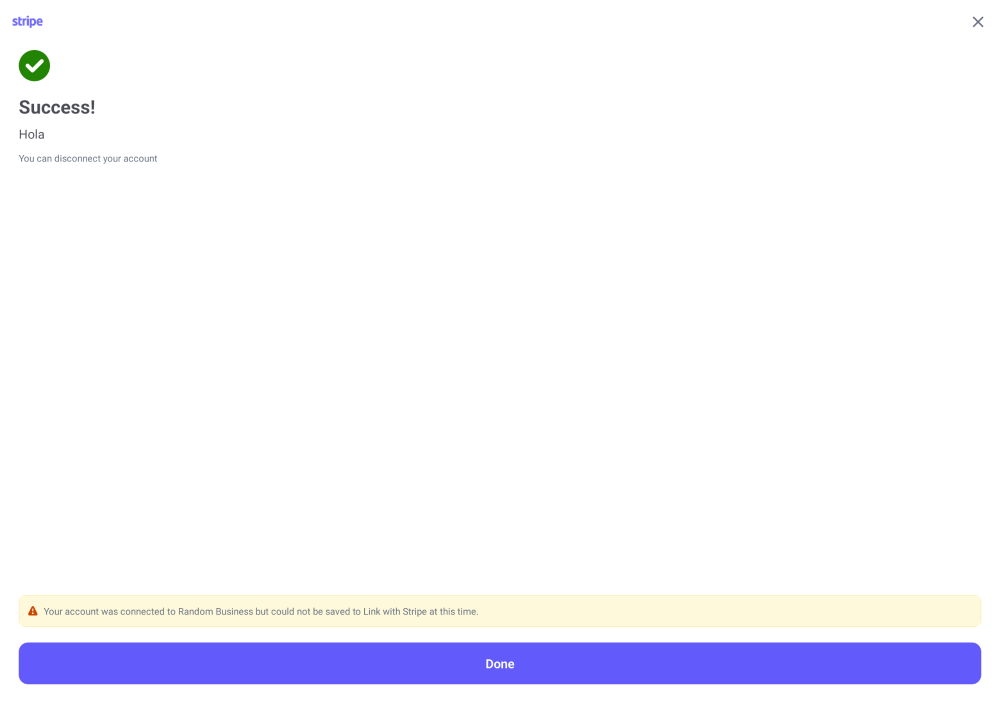 stripe
Success!
Hola
You can disconnect your account
Your account was connected to Random Business but could not be saved to Link with Stripe at this time.
Done